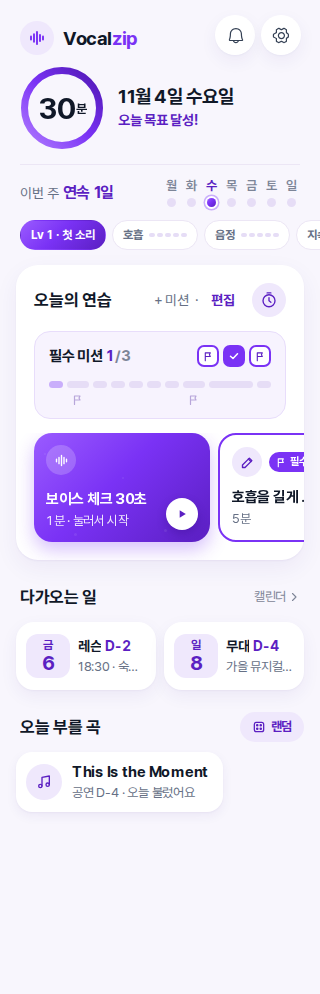 Vocalzip
30분
11월 4일 수요일
오늘 목표 달성!
이번 주 연속 1일
월 화 수 목 금 토 일
Lv 1 · 첫 소리
호흡
음정
오늘의 연습
+ 미션 ·
편집
필수 미션 1/3
보이스 체크 30초
1분 · 눌러서 시작
필수
호흡을 길게 …
5분
다가오는 일
캘린더
금
6
레슨 D-2
18:30 · 숙…
일
8
무대 D-4
가을 뮤지컬…
오늘 부를 곡
랜덤
This Is the Moment
공연 D-4 · 오늘 불렀어요